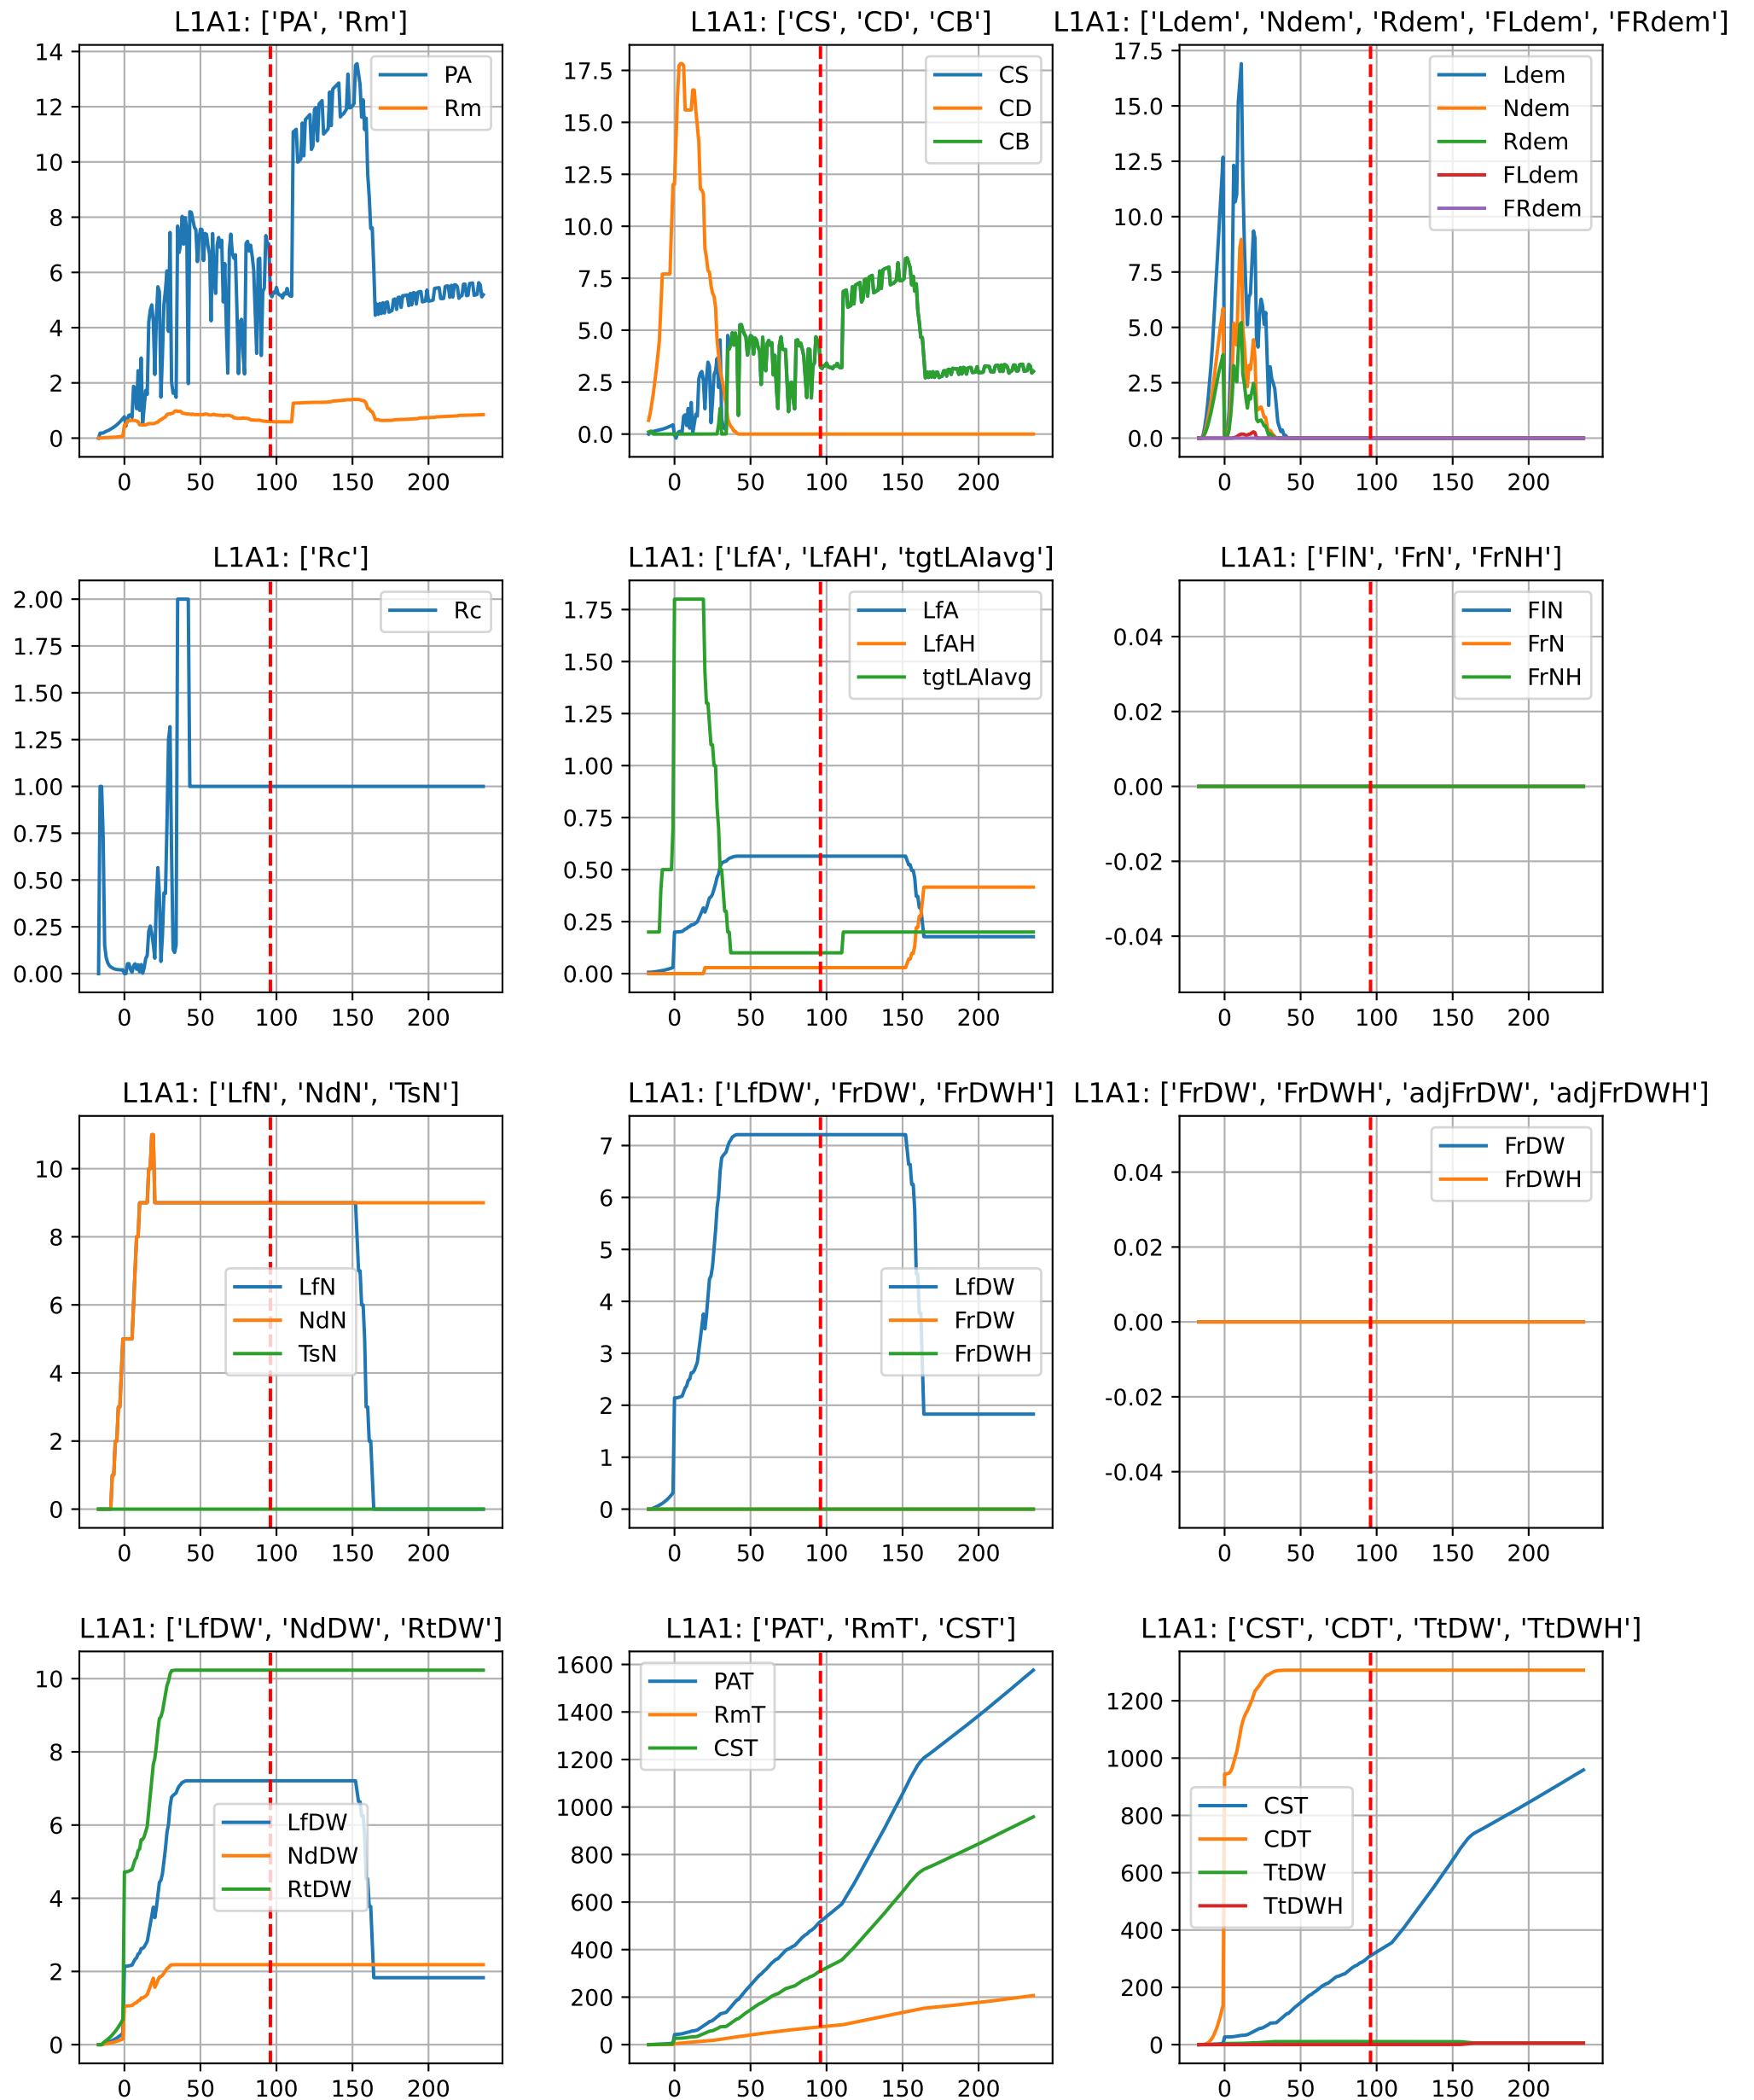 L1A1: ['PA', 'Rm']
14
12
10
8
6
4
2
0
0 50 100 150 200
PA
Rm
L1A1: ['CS', 'CD', 'CB']
17.5
15.0
12.5
10.0
7.5
5.0
2.5
0.0
0 50 100 150 200
CS
CD
CB
L1A1: ['Ldem', 'Ndem', 'Rdem', 'FLdem', 'FRdem']
17.5
15.0
12.5
10.0
7.5
5.0
2.5
0.0
0 50 100 150 200
Ldem
Ndem
Rdem
FLdem
FRdem
L1A1: ['Rc']
2.00
1.75
1.50
1.25
1.00
0.75
0.50
0.25
0.00
0 50 100 150 200
Rc
L1A1: ['LfA', 'LfAH', 'tgtLAIavg']
1.75
1.50
1.25
1.00
0.75
0.50
0.25
0.00
0 50 100 150 200
LfA
LfAH
tgtLAIavg
L1A1: ['FlN', 'FrN', 'FrNH']
0.04
0.02
0.00
-0.02
-0.04
0 50 100 150 200
FlN
FrN
FrNH
L1A1: ['LfN', 'NdN', 'TsN']
10
8
6
4
2
0
0 50 100 150 200
LfN
NdN
TsN
L1A1: ['LfDW', 'FrDW', 'FrDWH']
7
6
5
4
3
2
1
0
0 50 100 150 200
LfDW
FrDW
FrDWH
L1A1: ['FrDW', 'FrDWH', 'adjFrDW', 'adjFrDWH']
0.04
0.02
0.00
-0.02
-0.04
0 50 100 150 200
FrDW
FrDWH
L1A1: ['LfDW', 'NdDW', 'RtDW']
10
8
6
4
2
0
0 50 100 150 200
LfDW
NdDW
RtDW
L1A1: ['PAT', 'RmT', 'CST']
1600
1400
1200
1000
800
600
400
200
0
0 50 100 150 200
PAT
RmT
CST
L1A1: ['CST', 'CDT', 'TtDW', 'TtDWH']
1200
1000
800
600
400
200
0
0 50 100 150 200
CST
CDT
TtDW
TtDWH